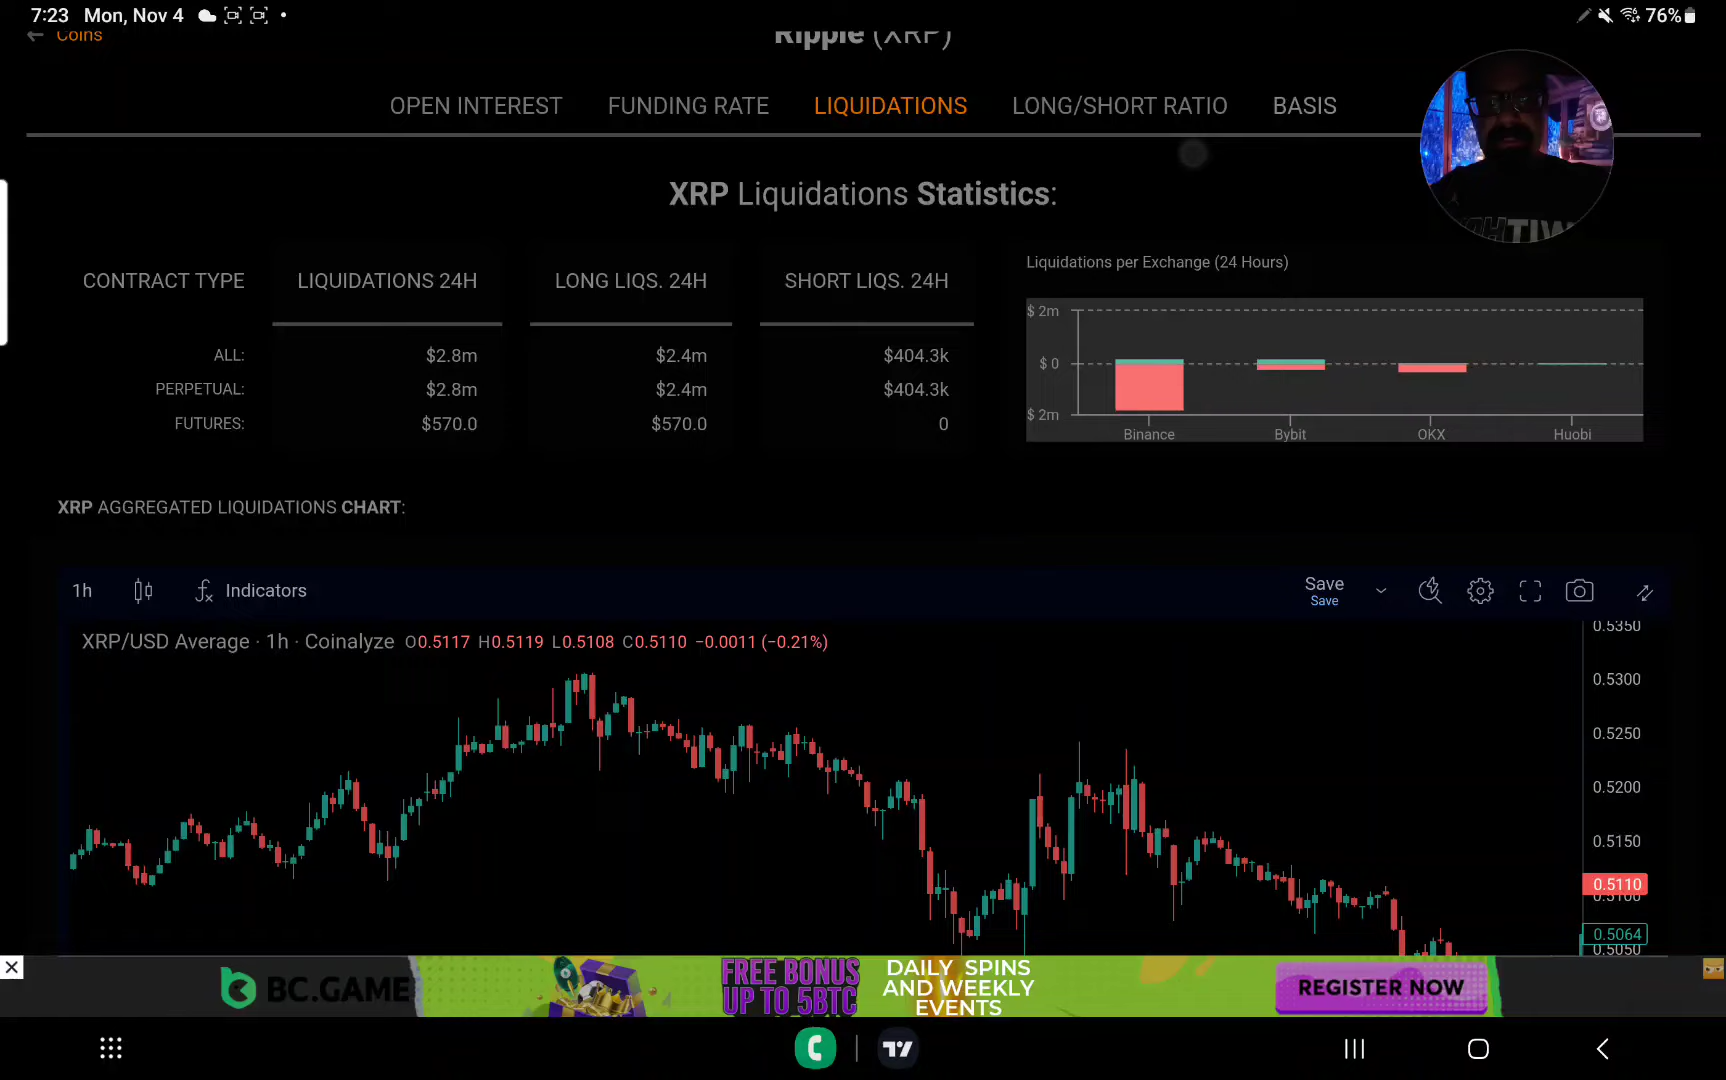 7:23 Mon, Nov 4
76%
Coins
Ripple (XRP)
OPEN INTEREST
FUNDING RATE
LIQUIDATIONS
LONG/SHORT RATIO
BASIS
XRP Liquidations Statistics:
CONTRACT TYPE LIQUIDATIONS 24H LONG LIQS. 24H SHORT LIQS. 24H
ALL: $2.8m $2.4m $404.3k
PERPETUAL: $2.8m $2.4m $404.3k
FUTURES: $570.0 $570.0 0
Liquidations per Exchange (24 Hours)
$ 2m
$ 0
$ 2m
Binance Bybit OKX Huobi
XRP AGGREGATED LIQUIDATIONS CHART:
1h Indicators
Save
Save
XRP/USD Average · 1h · Coinalyze O0.5117 H0.5119 L0.5108 C0.5110 −0.0011 (−0.21%)
0.5350
0.5300
0.5250
0.5200
0.5150
0.5110
0.5100
0.5064
0.5050
BC.GAME
FREE BONUS
UP TO 5BTC
DAILY SPINS
AND WEEKLY
EVENTS
REGISTER NOW